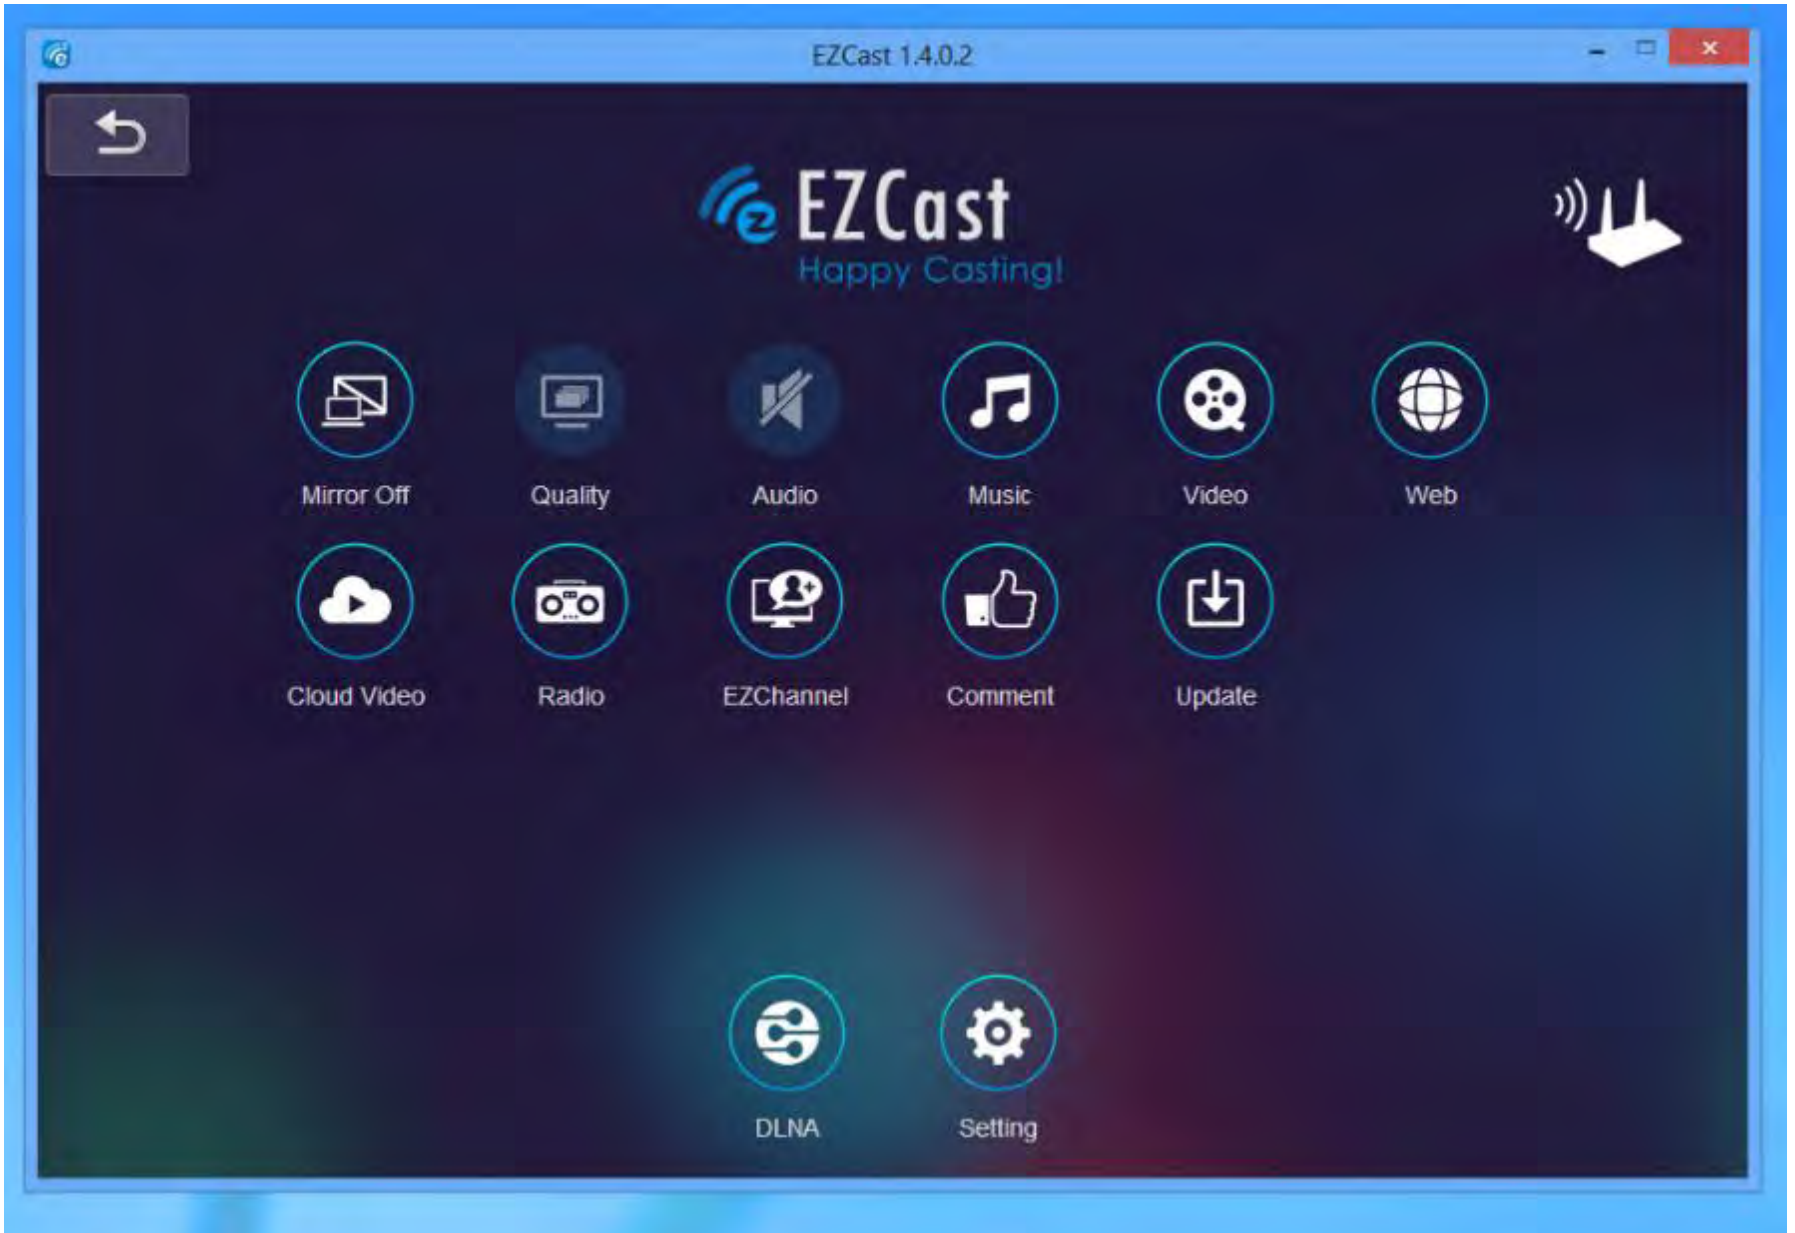 EZCast 1.4.0.2
EZCast
Happy Casting!
Mirror Off Quality Audio Music Video Web
Cloud Video Radio EZChannel Comment Update
DLNA Setting